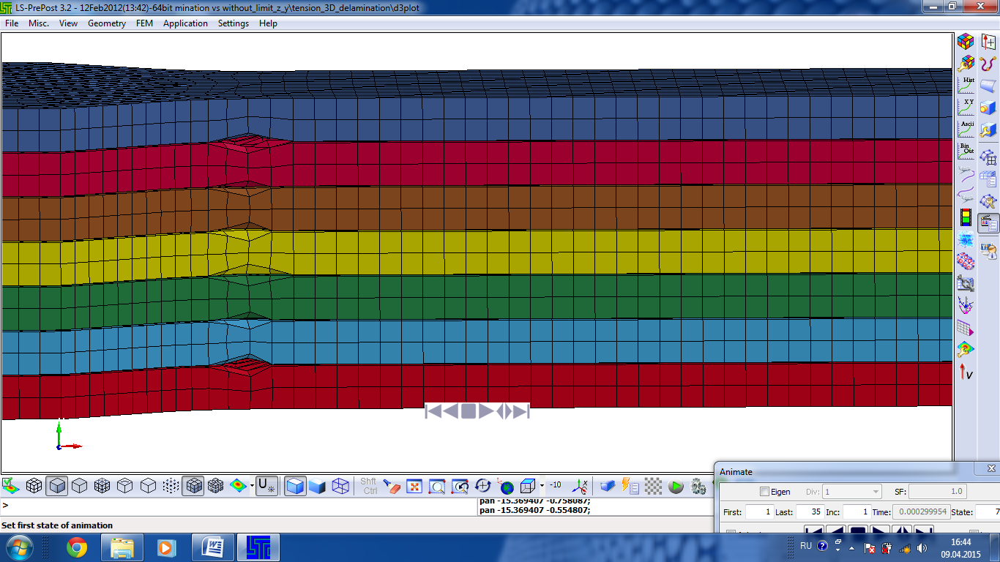 LS-PrePost 3.2 - 12Feb2012(13:42)-64bit mination vs without_limit_z_y\tension_3D_delamination\d3plot
File Misc. View Geometry FEM Application Settings Help
Hist
X Y
Ascii
Bin
Out
V
U
Shft
Ctrl
-10
Animate
Eigen Div: 1 SF: 1.0
First: 1 Last: 35 Inc: 1 Time: 0.000299954 State: 7
>
pan -15.369407 -0.758087;
pan -15.369407 -0.554807;
Set first state of animation
RU
16:44
09.04.2015